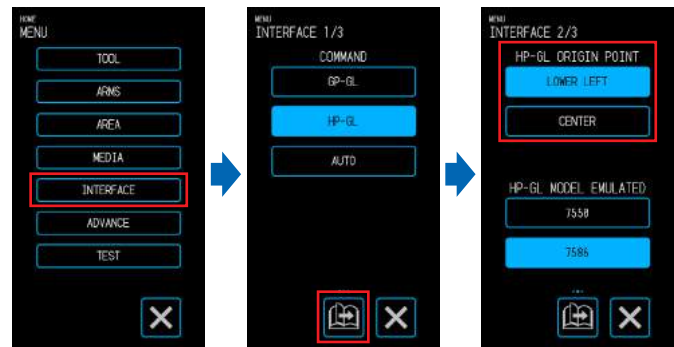 HOME
MENU
TOOL
ARMS
AREA
MEDIA
INTERFACE
ADVANCE
TEST
MENU
INTERFACE 1/3
COMMAND
GP-GL
HP-GL
AUTO
MENU
INTERFACE 2/3
HP-GL ORIGIN POINT
LOWER LEFT
CENTER
HP-GL MODEL EMULATED
7550
7586